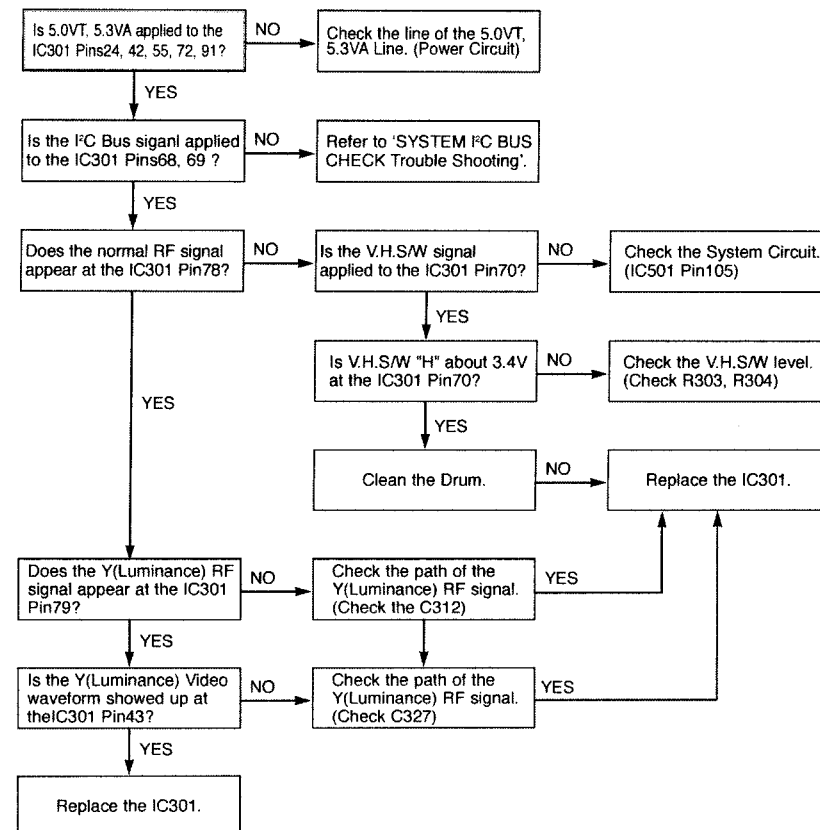 Is 5.0VT, 5.3VA applied to the
IC301 Pins24, 42, 55, 72, 91?
NO
Check the line of the 5.0VT,
5.3VA Line. (Power Circuit)
YES
Is the I²C Bus siganl applied
to the IC301 Pins68, 69 ?
NO
Refer to 'SYSTEM I²C BUS
CHECK Trouble Shooting'.
YES
Does the normal RF signal
appear at the IC301 Pin78?
NO
Is the V.H.S/W signal
applied to the IC301 Pin70?
NO
Check the System Circuit.
(IC501 Pin105)
YES
Is V.H.S/W "H" about 3.4V
at the IC301 Pin70?
NO
Check the V.H.S/W level.
(Check R303, R304)
YES
YES
Clean the Drum.
NO
Replace the IC301.
Does the Y(Luminance) RF
signal appear at the IC301
Pin79?
NO
Check the path of the
Y(Luminance) RF signal.
(Check the C312)
YES
YES
Is the Y(Luminance) Video
waveform showed up at
theIC301 Pin43?
NO
Check the path of the
Y(Luminance) RF signal.
(Check C327)
YES
YES
Replace the IC301.